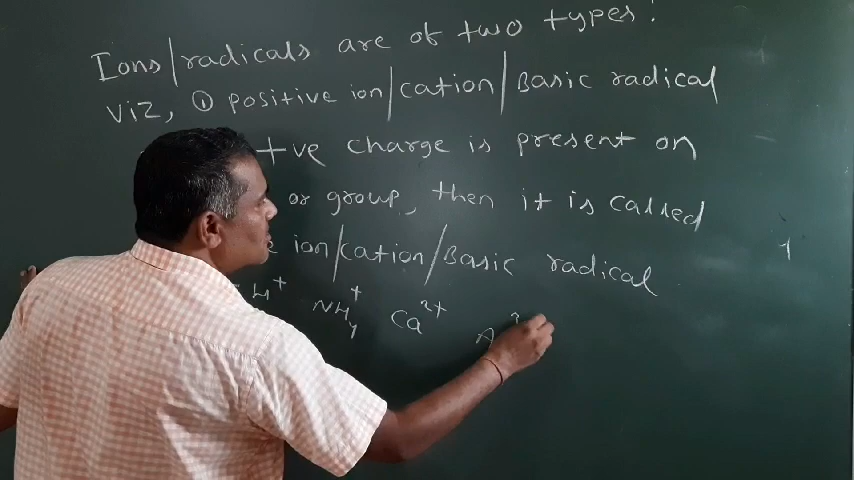 Ions/radicals are of two types:
viz, ① positive ion/cation/Basic radical
+ve charge is present on
or group, then it is called
ion/cation/Basic radical
H⁺ NH₄⁺ Ca²⁺ A